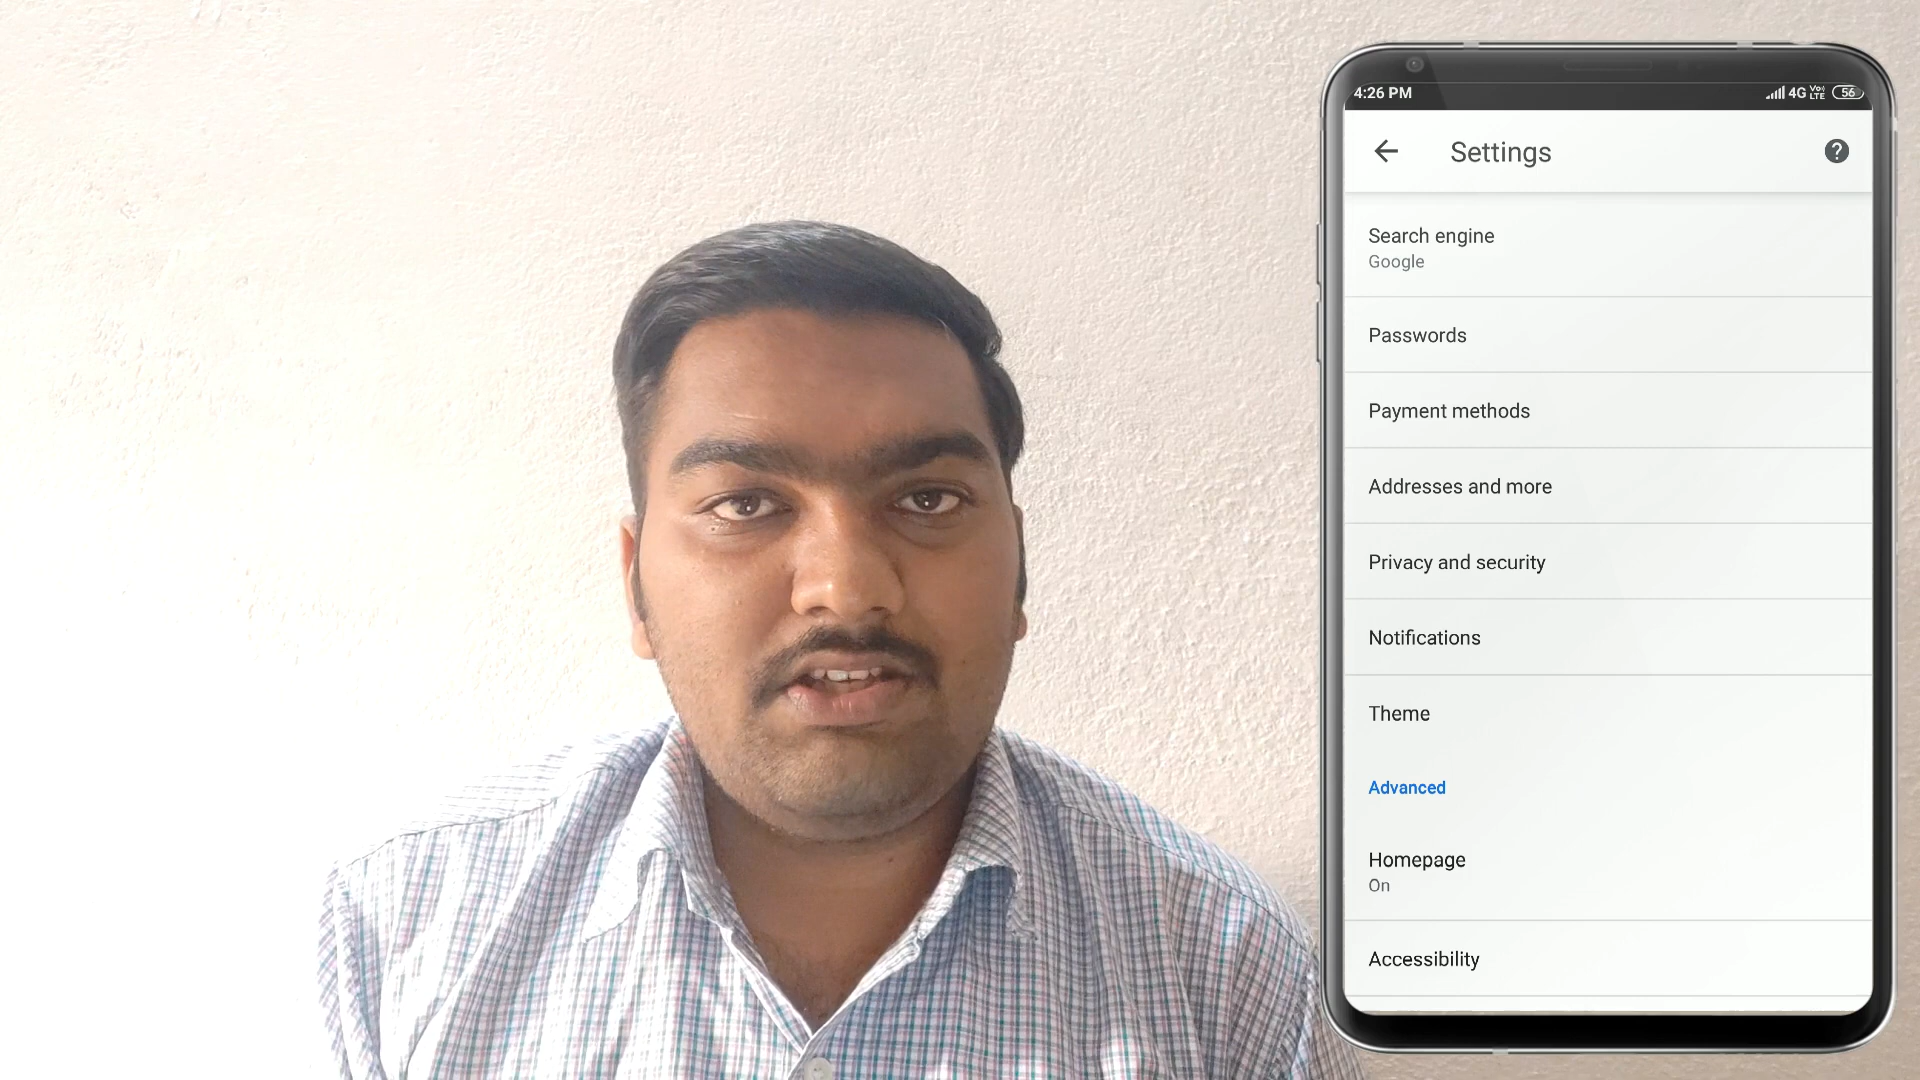 4:26 PM 4G VoLTE 56
Settings
Search engine
Google
Passwords
Payment methods
Addresses and more
Privacy and security
Notifications
Theme
Advanced
Homepage
On
Accessibility